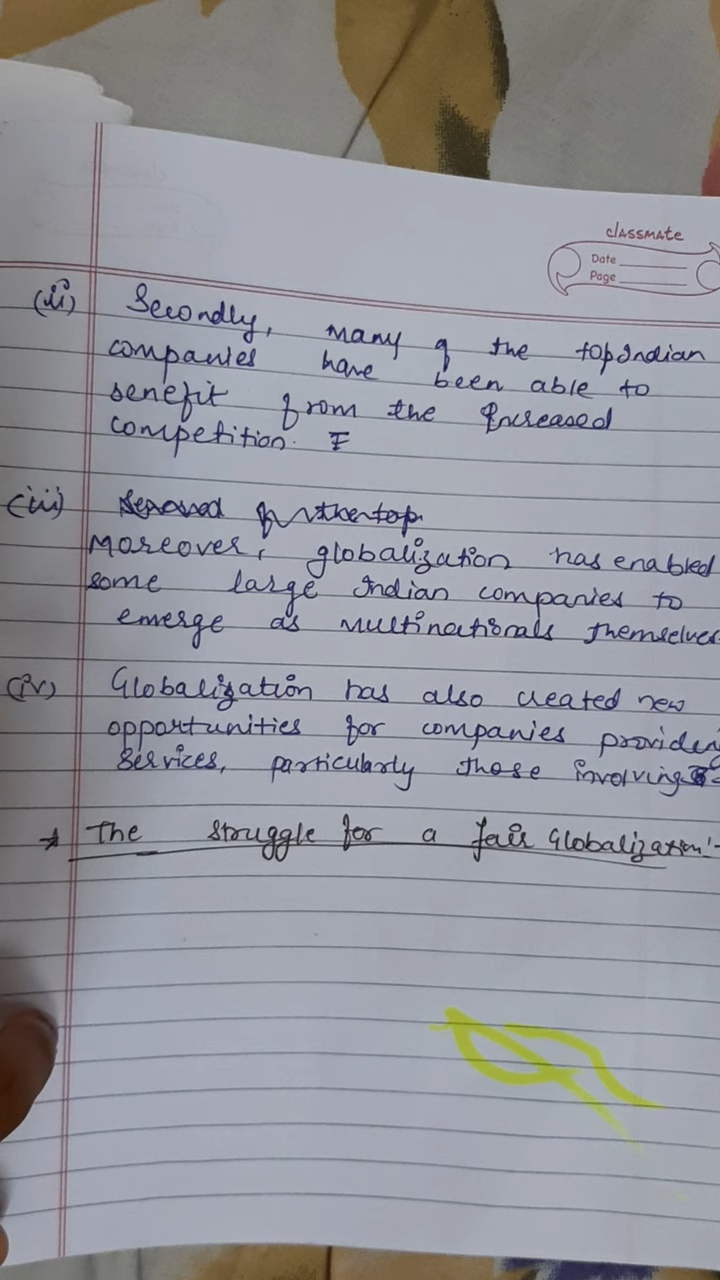 classmate
Date
Page
(ii) Secondly, many of the top Indian
companies have been able to
benefit from the increased
competition.
(iii)
Moreover, globalization has enabled
some large Indian companies to
emerge as multinationals themselves
(iv) Globalization has also created new
opportunities for companies providing
services, particularly those involving
* The struggle for a fair Globalization:-